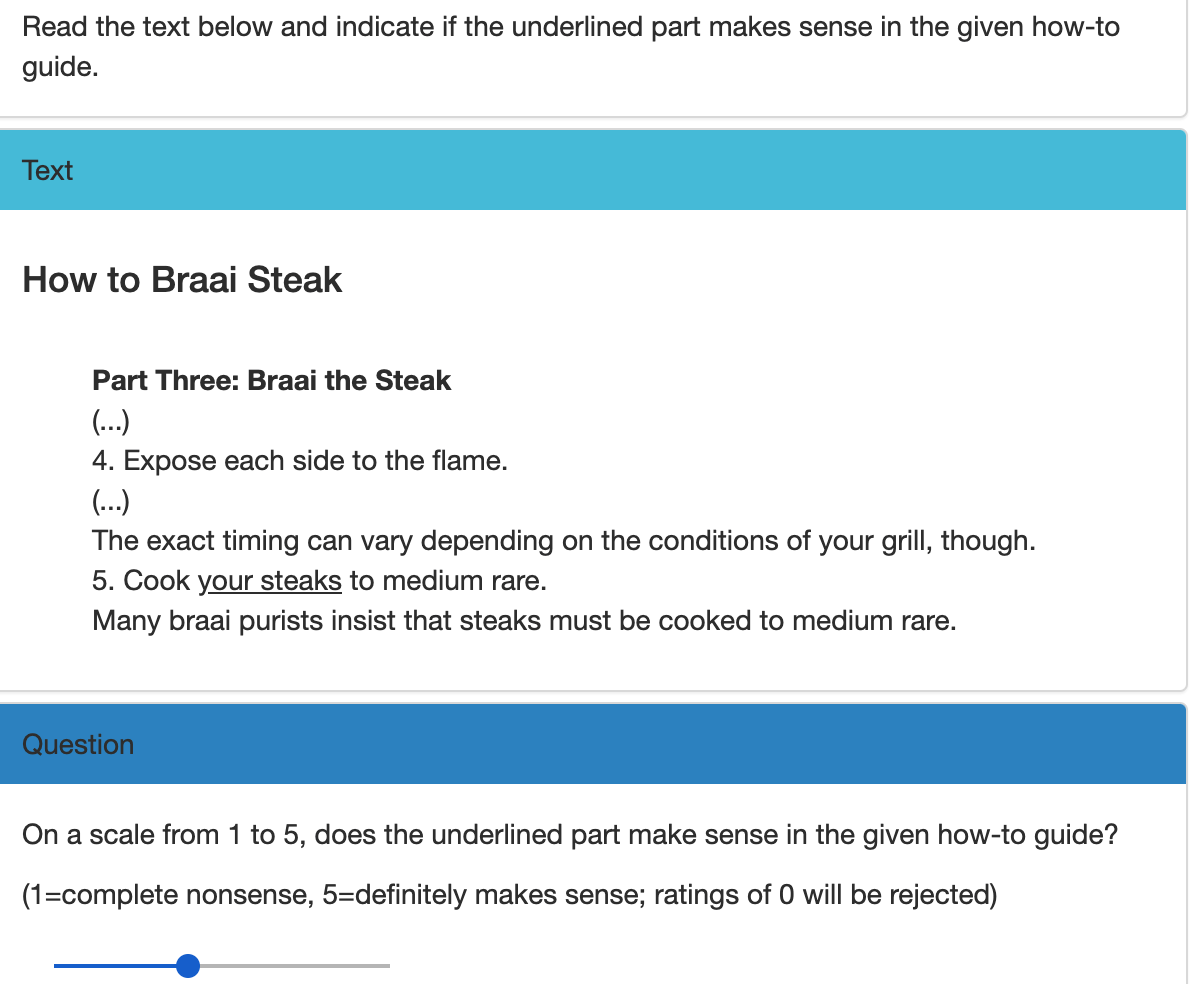 Read the text below and indicate if the underlined part makes sense in the given how-to
guide.
Text
How to Braai Steak
Part Three: Braai the Steak
(...)
4. Expose each side to the flame.
(...)
The exact timing can vary depending on the conditions of your grill, though.
5. Cook your steaks to medium rare.
Many braai purists insist that steaks must be cooked to medium rare.
Question
On a scale from 1 to 5, does the underlined part make sense in the given how-to guide?
(1=complete nonsense, 5=definitely makes sense; ratings of 0 will be rejected)